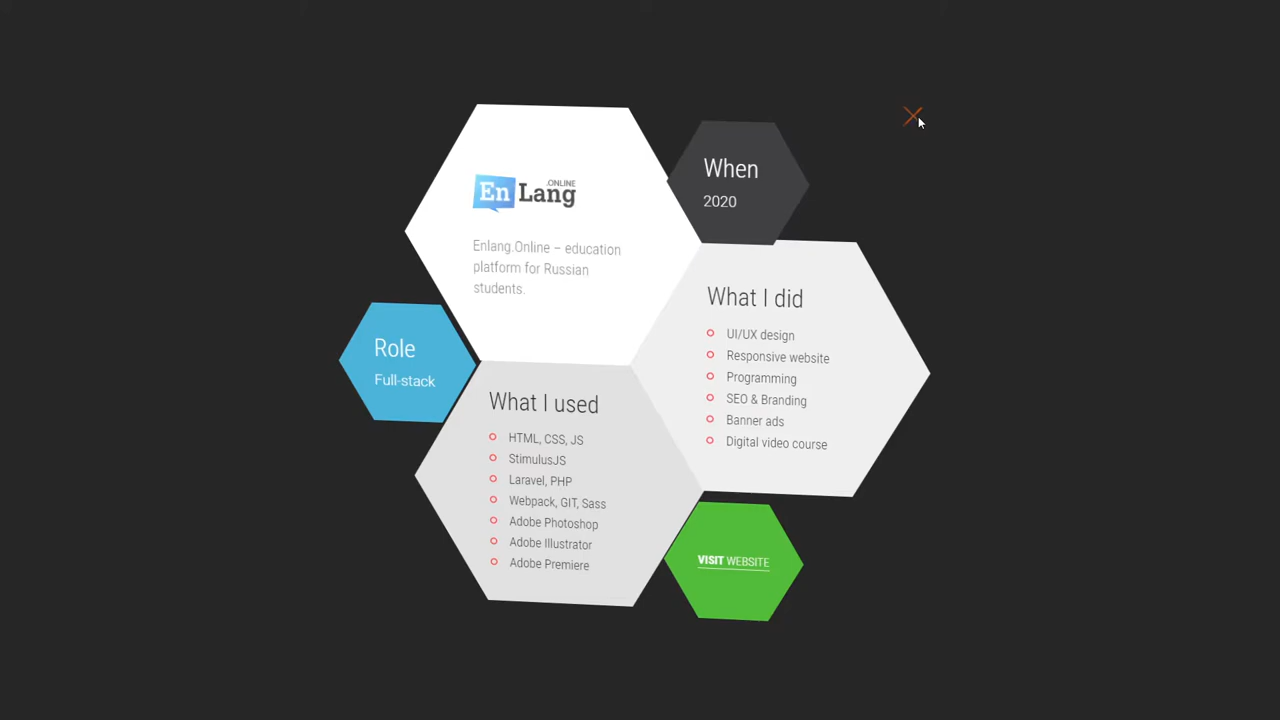 En Lang .ONLINE
Enlang.Online – education
platform for Russian
students.
When
2020
What I did
UI/UX design
Responsive website
Programming
SEO & Branding
Banner ads
Digital video course
Role
Full-stack
What I used
HTML, CSS, JS
StimulusJS
Laravel, PHP
Webpack, GIT, Sass
Adobe Photoshop
Adobe Illustrator
Adobe Premiere
VISIT WEBSITE